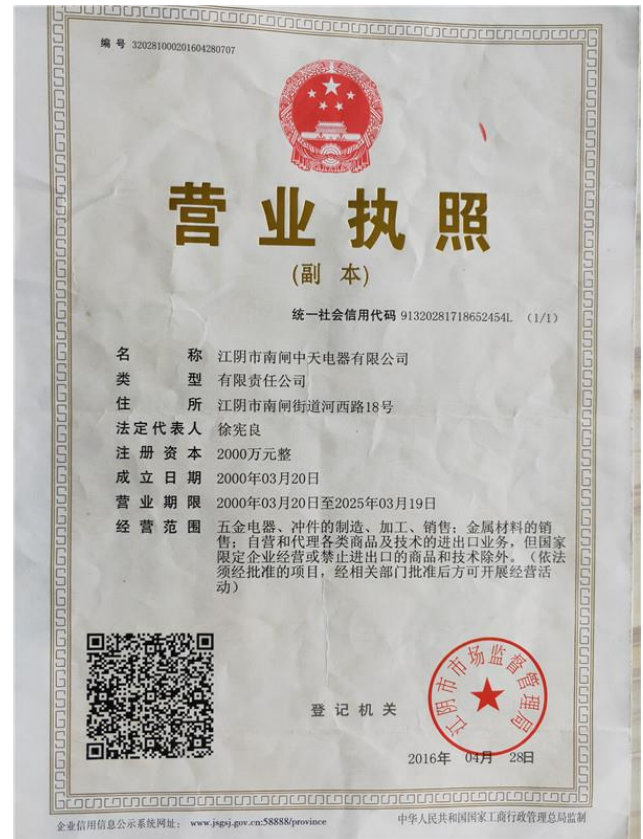 编 号 320281000201604280707
营业执照
(副 本)
统一社会信用代码 91320281718652454L (1/1)
名 称 江阴市南闸中天电器有限公司
类 型 有限责任公司
住 所 江阴市南闸街道河西路18号
法定代表人 徐宪良
注册资本 2000万元整
成立日期 2000年03月20日
营业期限 2000年03月20日至2025年03月19日
经营范围 五金电器、冲件的制造、加工、销售；金属材料的销
售；自营和代理各类商品及技术的进出口业务，但国家
限定企业经营或禁止进出口的商品和技术除外。（依法
须经批准的项目，经相关部门批准后方可开展经营活
动）
江阴市市场监督管理局
登记机关
2016年 04月 28日
企业信用信息公示系统网址： www.jsgsj.gov.cn:58888/province
中华人民共和国国家工商行政管理总局监制